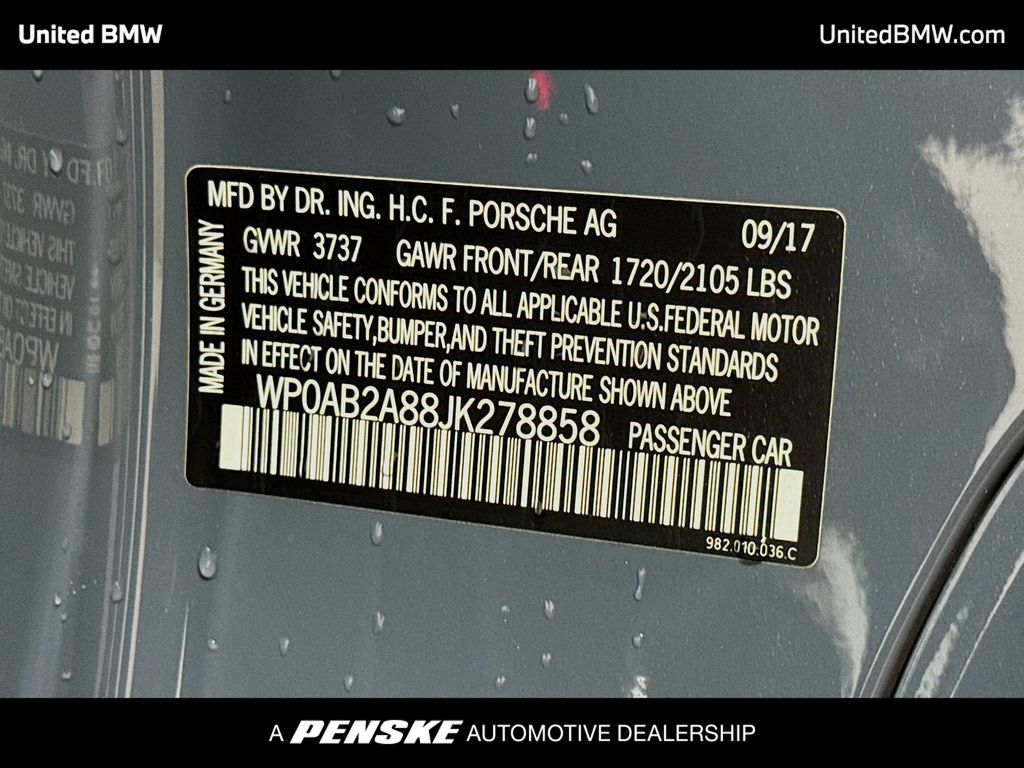 United BMW
UnitedBMW.com
MFD BY DR. ING. H.C. F. PORSCHE AG 09/17
GVWR 3737 GAWR FRONT/REAR 1720/2105 LBS
THIS VEHICLE CONFORMS TO ALL APPLICABLE U.S.FEDERAL MOTOR
VEHICLE SAFETY,BUMPER,AND THEFT PREVENTION STANDARDS
IN EFFECT ON THE DATE OF MANUFACTURE SHOWN ABOVE
WP0AB2A88JK278858 PASSENGER CAR
MADE IN GERMANY
982.010.036.C
A PENSKE AUTOMOTIVE DEALERSHIP